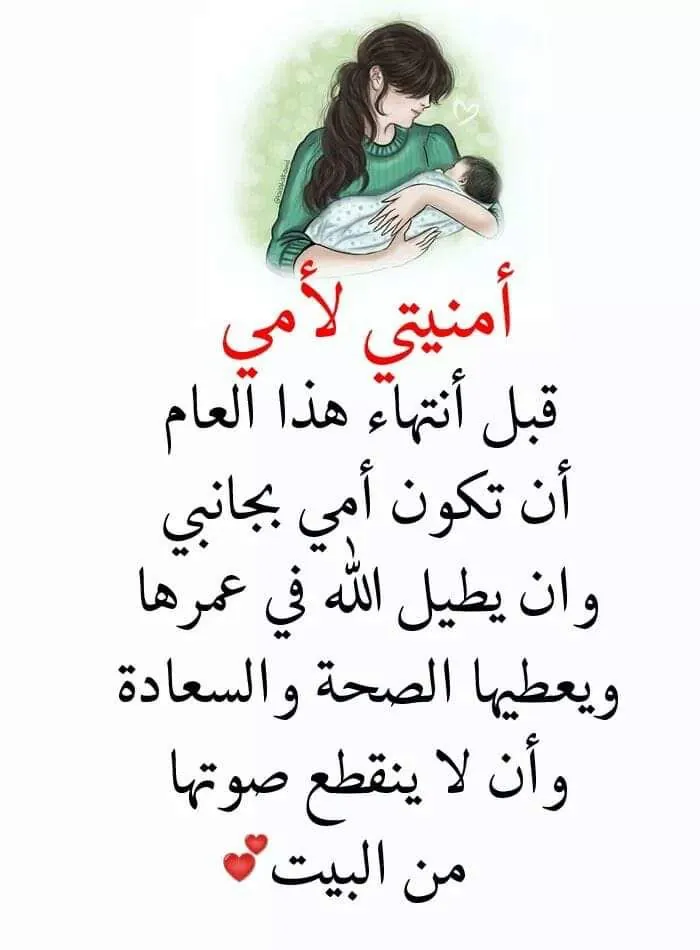 أمنيتي لأمي
قبل أنتهاء هذا العام
أن تكون أمي بجانبي
وان يطيل الله في عمرها
ويعطيها الصحة والسعادة
وأن لا ينقطع صوتها
من البيت💕